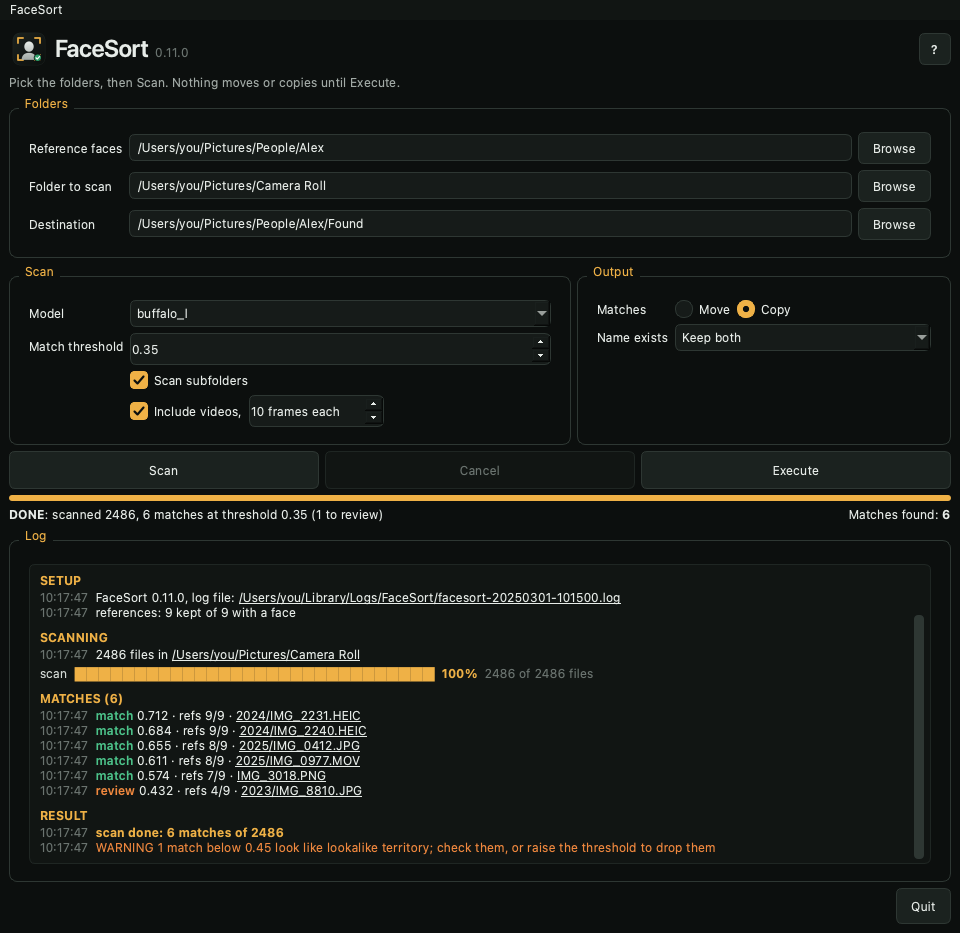 FaceSort
FaceSort 0.11.0
?
Pick the folders, then Scan. Nothing moves or copies until Execute.
Folders
Reference faces /Users/you/Pictures/People/Alex Browse
Folder to scan /Users/you/Pictures/Camera Roll Browse
Destination /Users/you/Pictures/People/Alex/Found Browse
Scan
Model buffalo_l
Match threshold 0.35
Scan subfolders
Include videos, 10 frames each
Output
Matches Move Copy
Name exists Keep both
Scan Cancel Execute
DONE: scanned 2486, 6 matches at threshold 0.35 (1 to review) Matches found: 6
Log
SETUP
10:17:47 FaceSort 0.11.0, log file: /Users/you/Library/Logs/FaceSort/facesort-20250301-101500.log
10:17:47 references: 9 kept of 9 with a face
SCANNING
10:17:47 2486 files in /Users/you/Pictures/Camera Roll
scan 100% 2486 of 2486 files
MATCHES (6)
10:17:47 match 0.712 · refs 9/9 · 2024/IMG_2231.HEIC
10:17:47 match 0.684 · refs 9/9 · 2024/IMG_2240.HEIC
10:17:47 match 0.655 · refs 8/9 · 2025/IMG_0412.JPG
10:17:47 match 0.611 · refs 8/9 · 2025/IMG_0977.MOV
10:17:47 match 0.574 · refs 7/9 · IMG_3018.PNG
10:17:47 review 0.432 · refs 4/9 · 2023/IMG_8810.JPG
RESULT
10:17:47 scan done: 6 matches of 2486
10:17:47 WARNING 1 match below 0.45 look like lookalike territory; check them, or raise the threshold to drop them
Quit